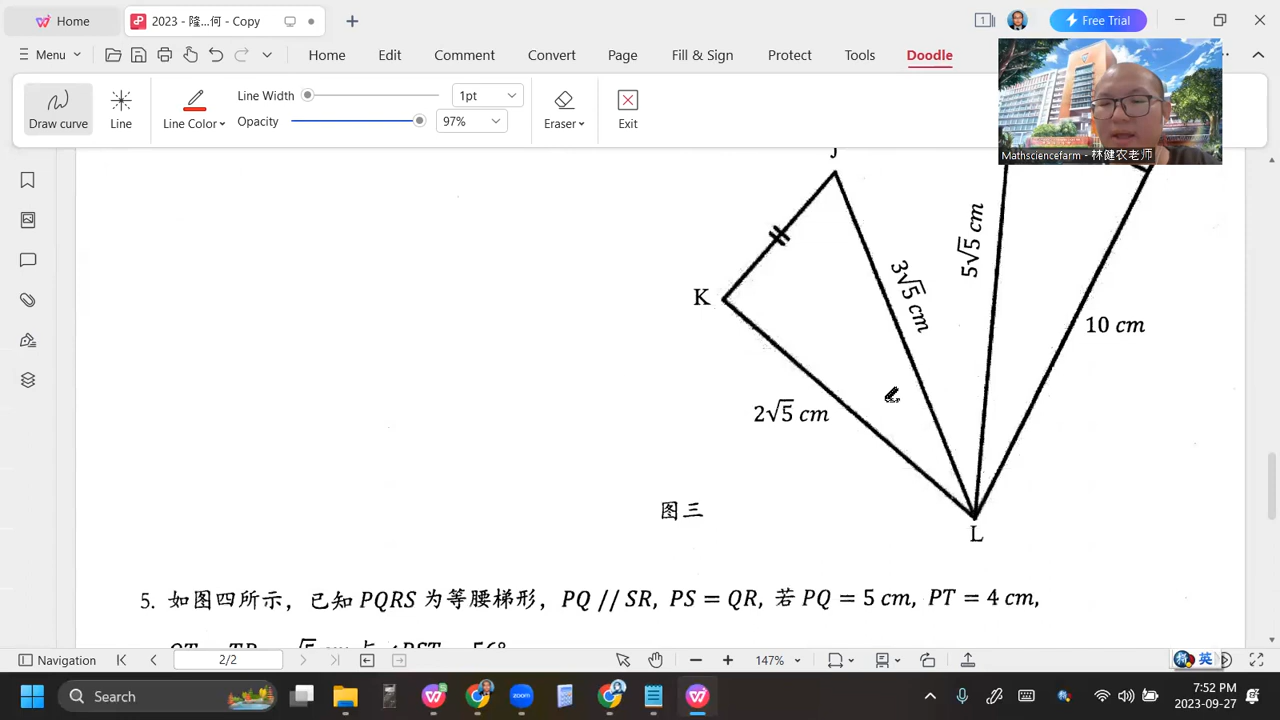 Home
2023 - 隆...何 - Copy
1
Free Trial
Menu
Home
Edit
Comment
Convert
Page
Fill & Sign
Protect
Tools
Doodle
Draw curve
Line
Line Color
Line Width
1pt
Opacity
97%
Eraser
Exit
Mathsciencefarm - 林健农老师
J
K
3√5 cm
5√5 cm
10 cm
2√5 cm
图三
L
5. 如图四所示，已知 PQRS 为等腰梯形，PQ // SR, PS = QR, 若 PQ = 5 cm, PT = 4 cm,
Navigation
2/2
147%
英
Search
zoom
7:52 PM
2023-09-27